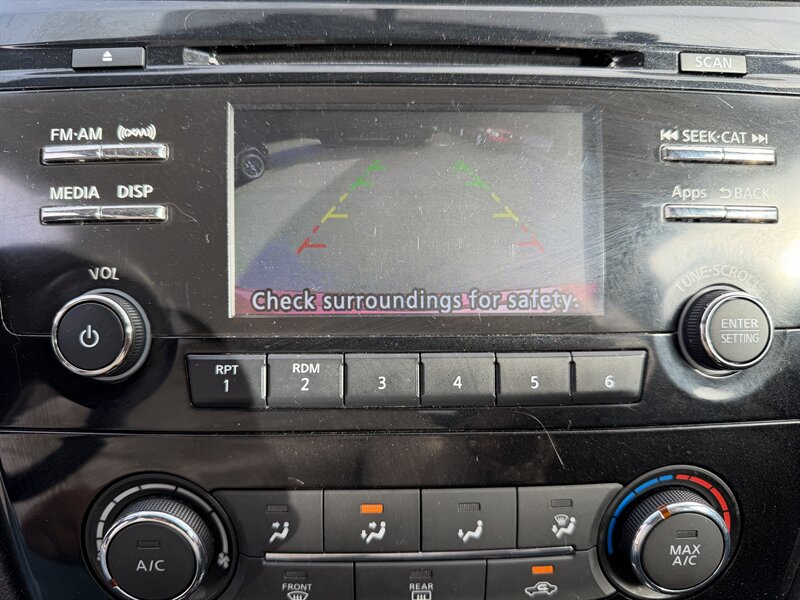 SCAN
FM·AM
SEEK·CAT
MEDIA DISP
Apps BACK
VOL
TUNE·SCROLL
Check surroundings for safety.
ENTER
SETTING
RPT
1
RDM
2
3
4
5
6
A/C
MAX
A/C
FRONT
REAR